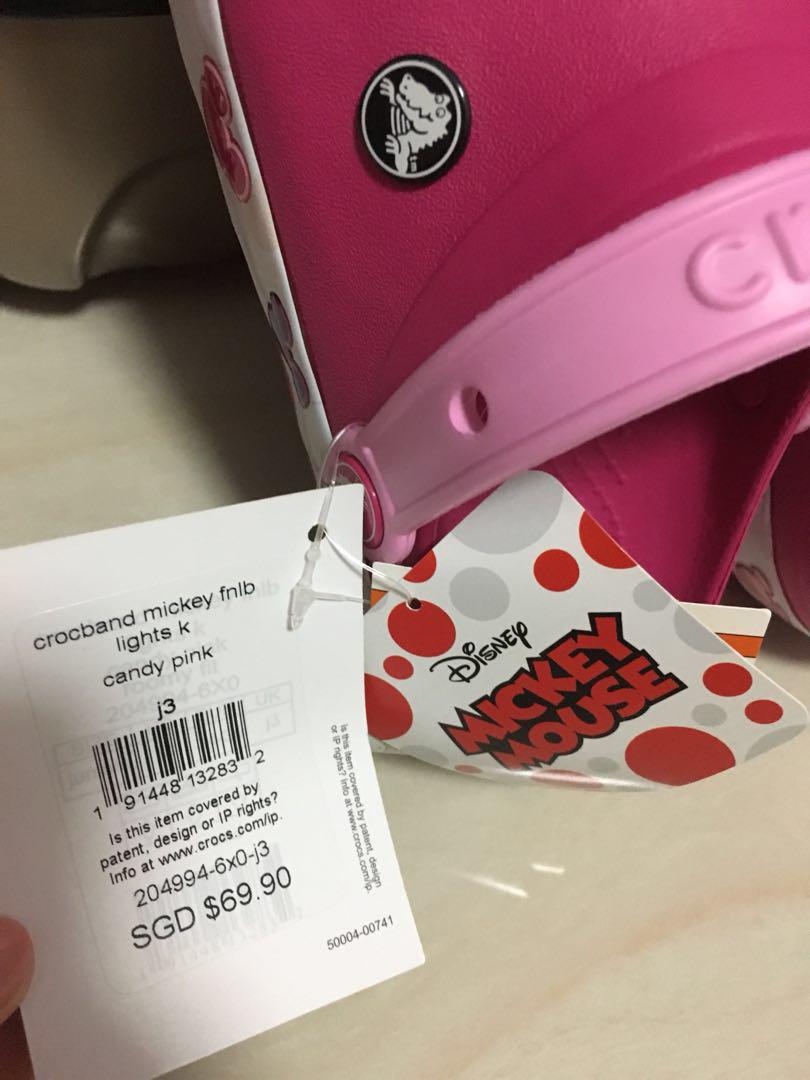 crocband mickey fnlb
lights k
candy pink
j3
1 91448 13283 2
Is this item covered by
patent, design or IP rights?
Info at www.crocs.com/ip.
204994-6x0-j3
SGD $69.90
Is this item covered by patent, design
or IP rights? Info at www.crocs.com/ip.
50004-00741
Disney
MICKEY
MOUSE